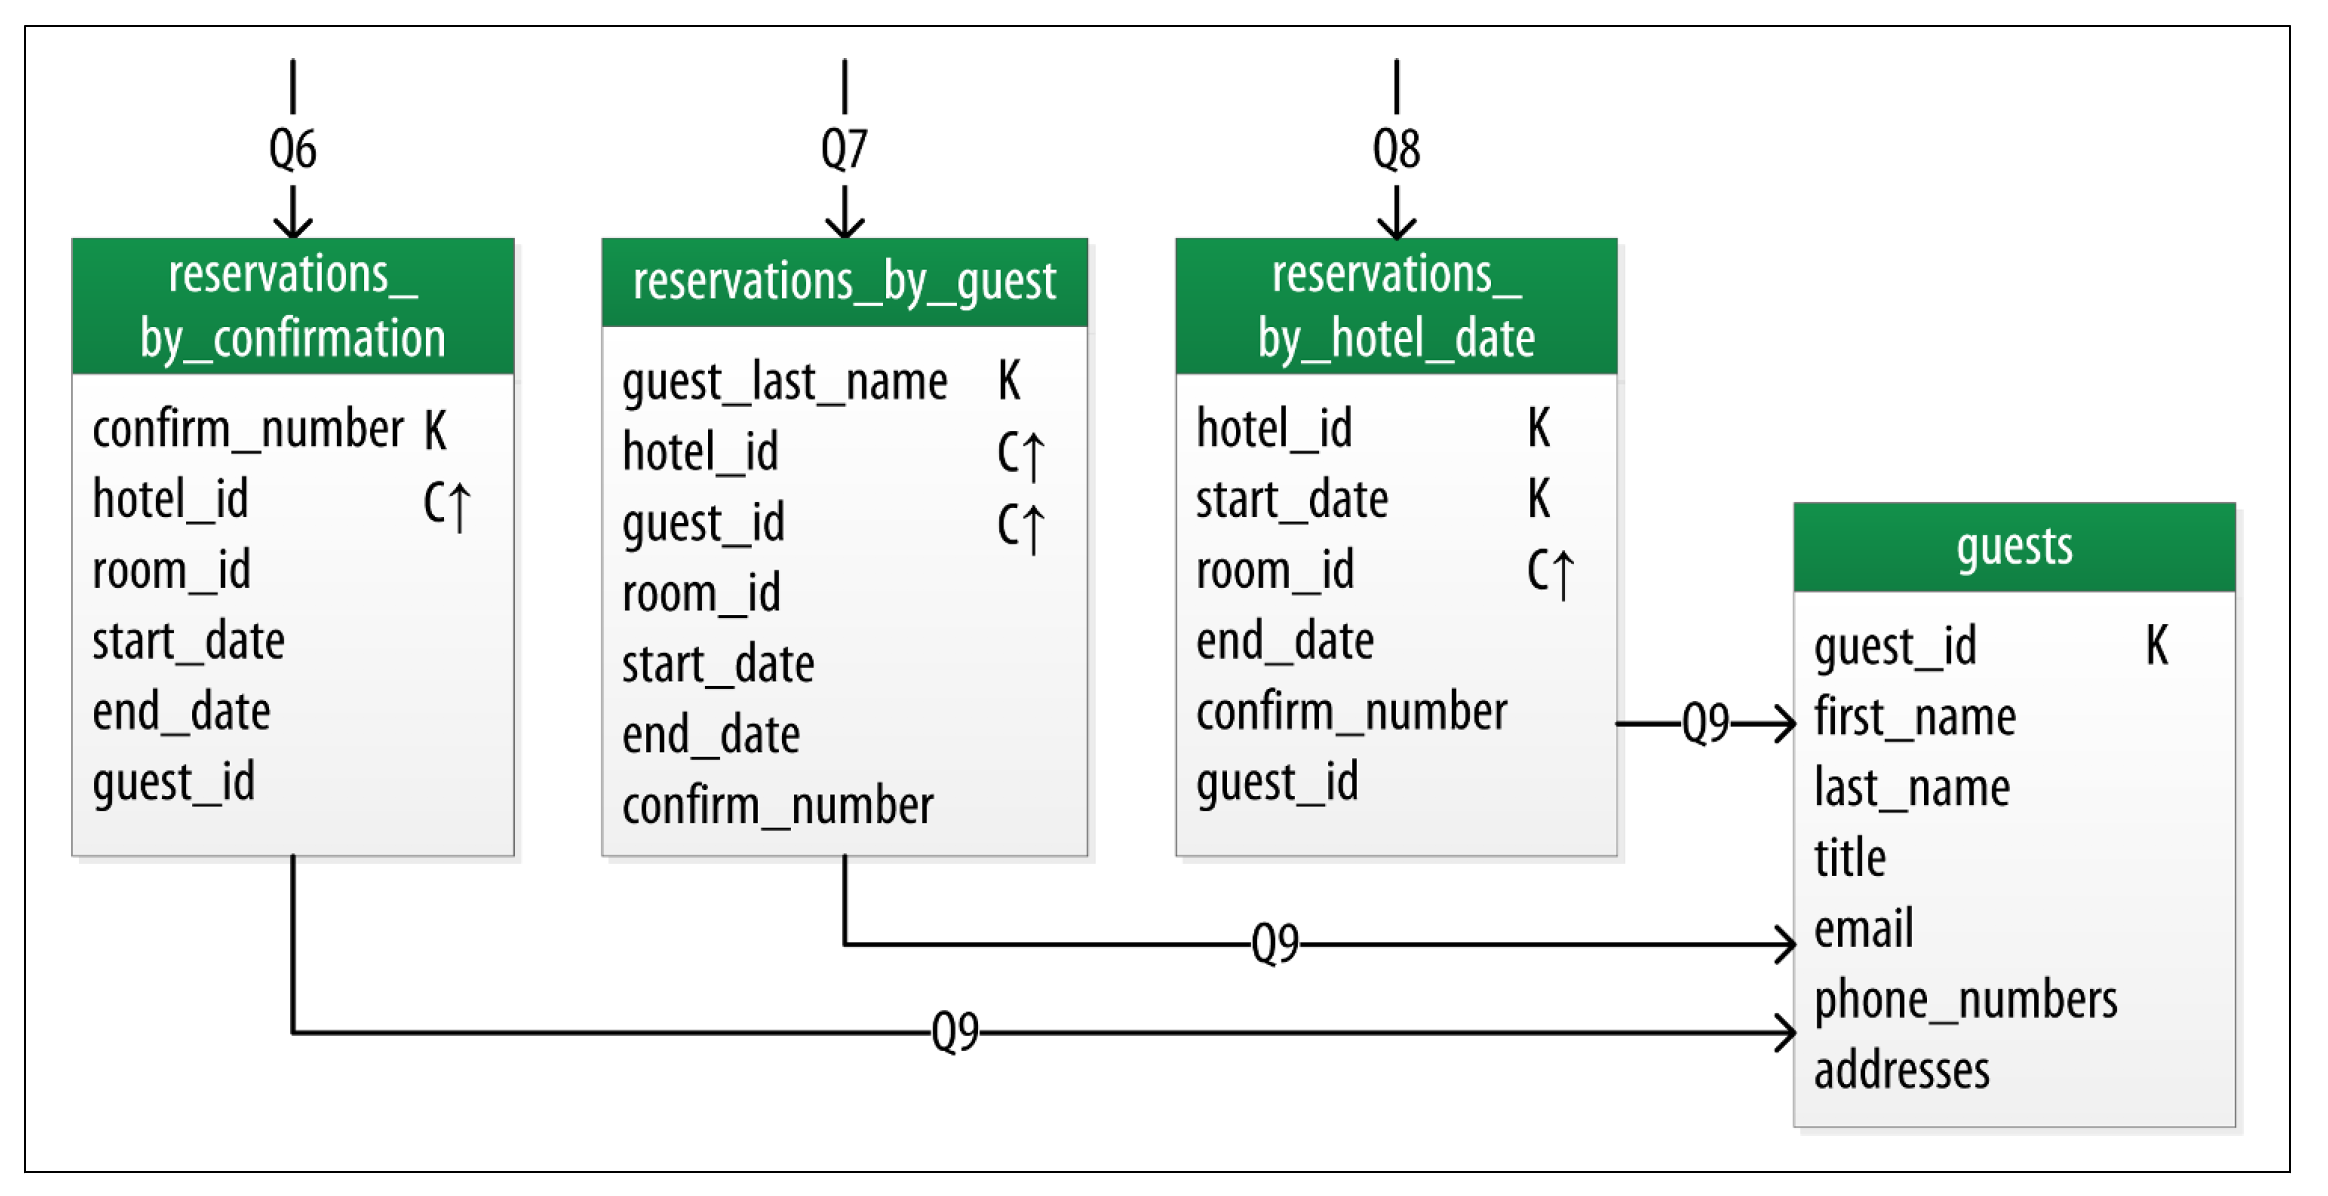 Q6
Q7
Q8
reservations_
by_confirmation
confirm_number K
hotel_id C↑
room_id
start_date
end_date
guest_id
reservations_by_guest
guest_last_name K
hotel_id C↑
guest_id C↑
room_id
start_date
end_date
confirm_number
reservations_
by_hotel_date
hotel_id K
start_date K
room_id C↑
end_date
confirm_number
guest_id
guests
guest_id K
first_name
last_name
title
email
phone_numbers
addresses
Q9
Q9
Q9